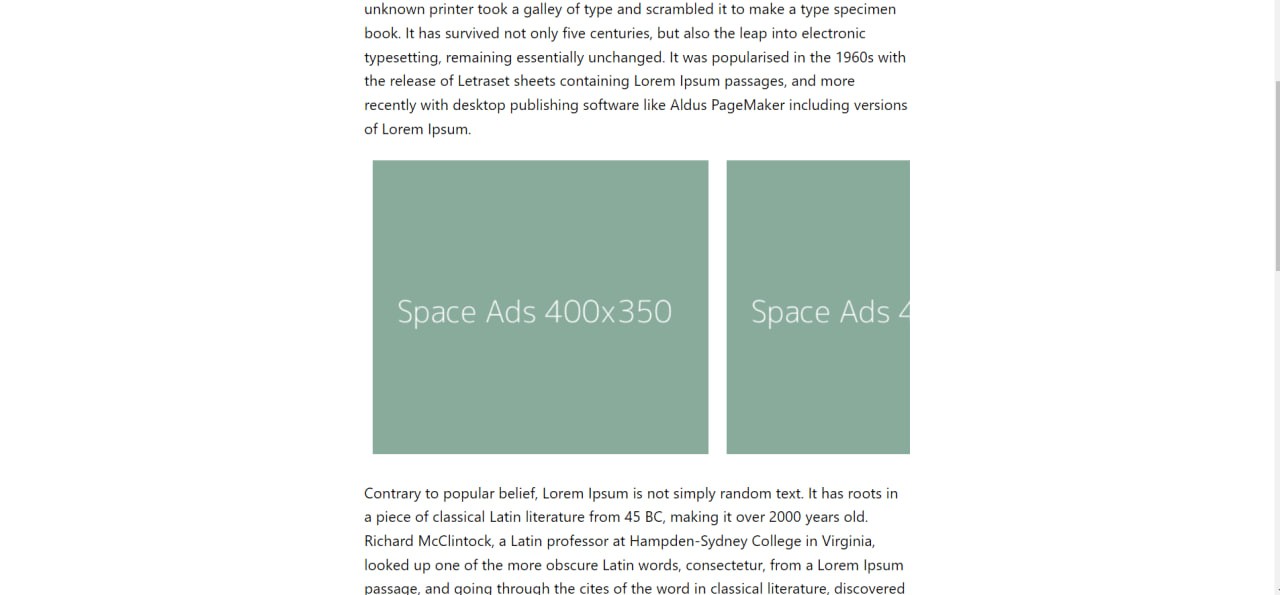 unknown printer took a galley of type and scrambled it to make a type specimen
book. It has survived not only five centuries, but also the leap into electronic
typesetting, remaining essentially unchanged. It was popularised in the 1960s with
the release of Letraset sheets containing Lorem Ipsum passages, and more
recently with desktop publishing software like Aldus PageMaker including versions
of Lorem Ipsum.
Space Ads 400x350
Space Ads 4
Contrary to popular belief, Lorem Ipsum is not simply random text. It has roots in
a piece of classical Latin literature from 45 BC, making it over 2000 years old.
Richard McClintock, a Latin professor at Hampden-Sydney College in Virginia,
looked up one of the more obscure Latin words, consectetur, from a Lorem Ipsum
passage, and going through the cites of the word in classical literature, discovered